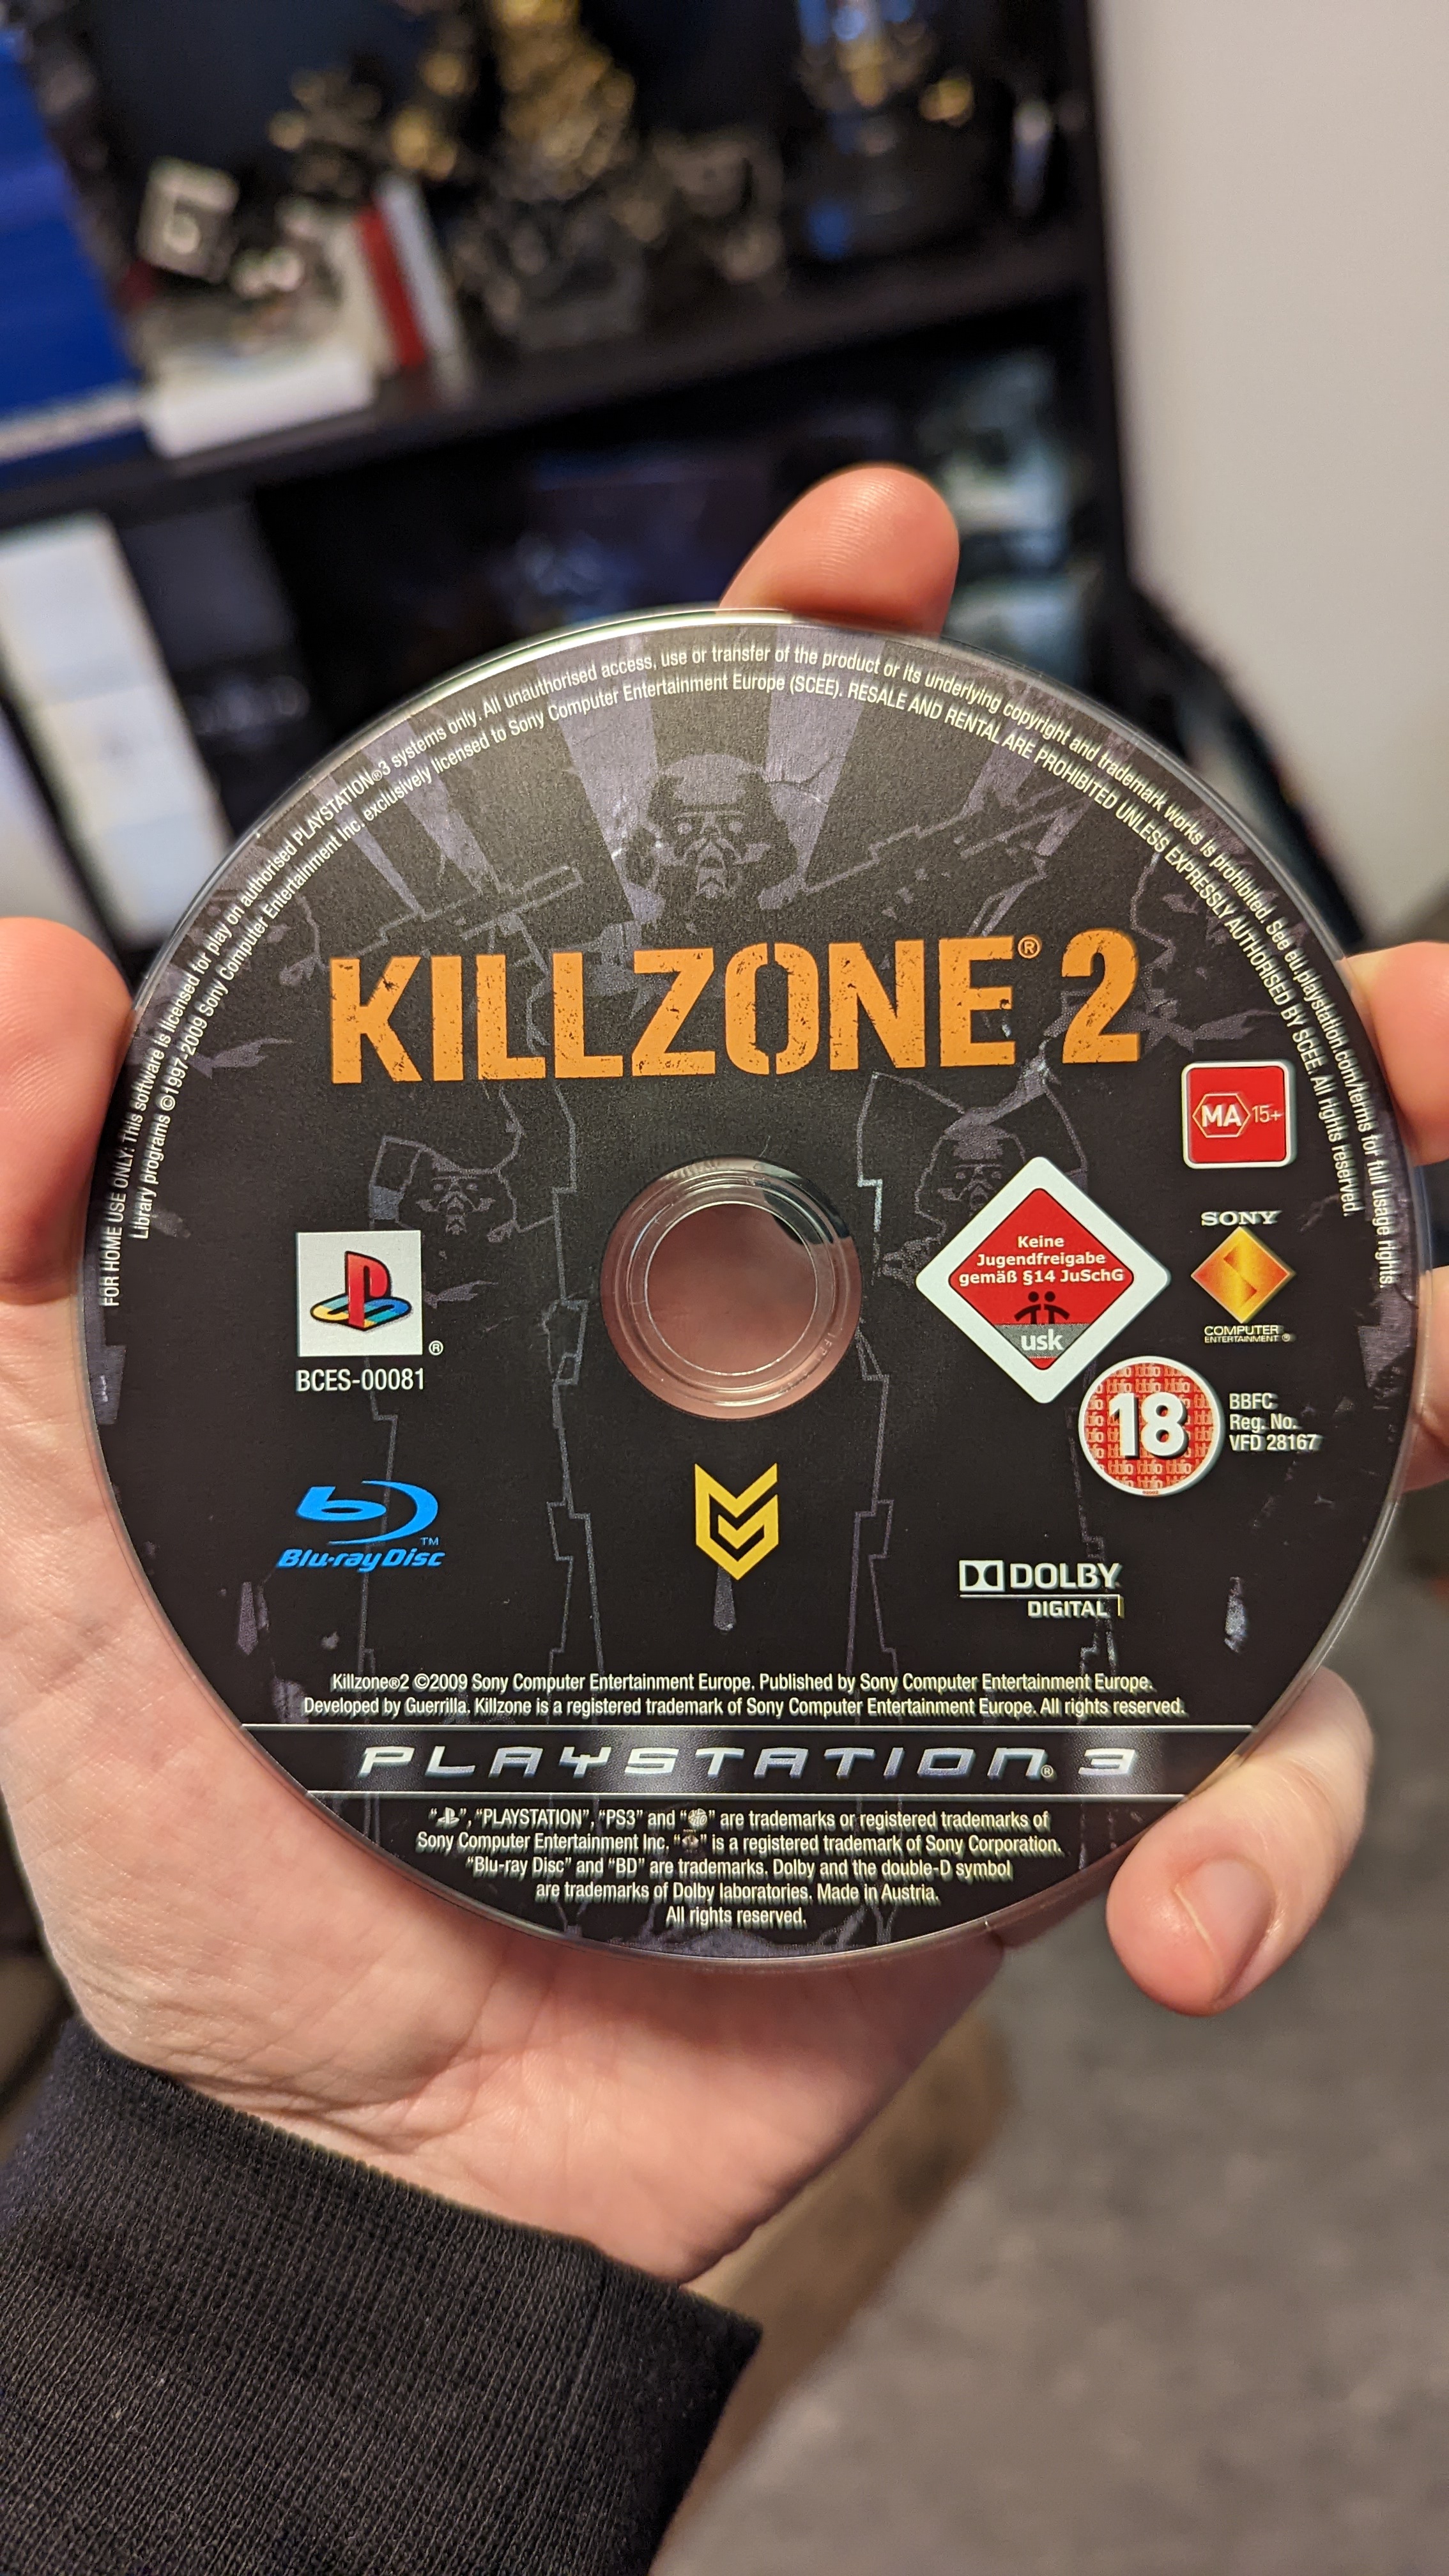 FOR HOME USE ONLY: This software is licensed for play on authorised PLAYSTATION®3 systems only. All unauthorised access, use or transfer of the product or its underlying copyright and trademark works is prohibited. See eu.playstation.com/terms for full usage rights.
Library programs ©1997-2009 Sony Computer Entertainment Inc. exclusively licensed to Sony Computer Entertainment Europe (SCEE). RESALE AND RENTAL ARE PROHIBITED UNLESS EXPRESSLY AUTHORISED BY SCEE. All rights reserved.
KILLZONE® 2
MA 15+
SONY
COMPUTER
ENTERTAINMENT ®
Keine
Jugendfreigabe
gemäß §14 JuSchG
usk
®
BCES-00081
18
BBFC
Reg. No.
VFD 28167
Blu-ray Disc™
DOLBY
DIGITAL
Killzone®2 ©2009 Sony Computer Entertainment Europe. Published by Sony Computer Entertainment Europe.
Developed by Guerrilla. Killzone is a registered trademark of Sony Computer Entertainment Europe. All rights reserved.
PLAYSTATION® 3
“ ”, “PLAYSTATION”, “PS3” and “ ” are trademarks or registered trademarks of
Sony Computer Entertainment Inc. “ ” is a registered trademark of Sony Corporation.
“Blu-ray Disc” and “BD” are trademarks. Dolby and the double-D symbol
are trademarks of Dolby laboratories. Made in Austria.
All rights reserved.